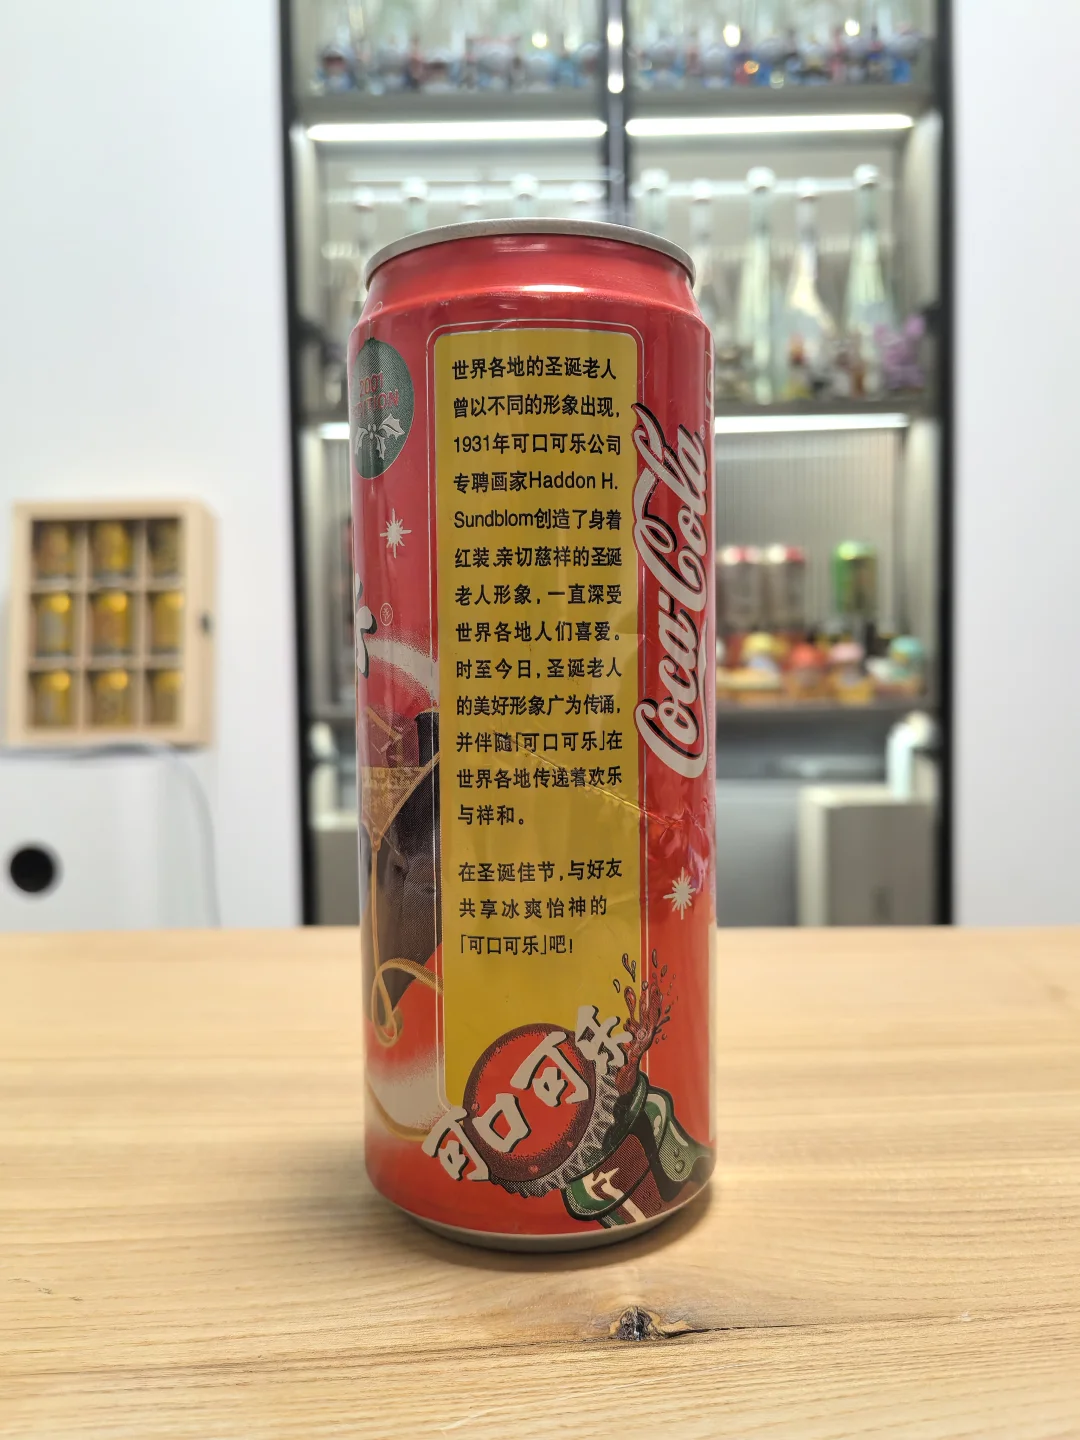 世界各地的圣诞老人
曾以不同的形象出现,
1931年可口可乐公司
专聘画家Haddon H.
Sundblom创造了身着
红装、亲切慈祥的圣诞
老人形象,一直深受
世界各地人们喜爱。
时至今日,圣诞老人
的美好形象广为传诵,
并伴随「可口可乐」在
世界各地传递着欢乐
与祥和。
在圣诞佳节,与好友
共享冰爽怡神的
「可口可乐」吧!
可口可乐
Coca-Cola
2001
EDITION
乐